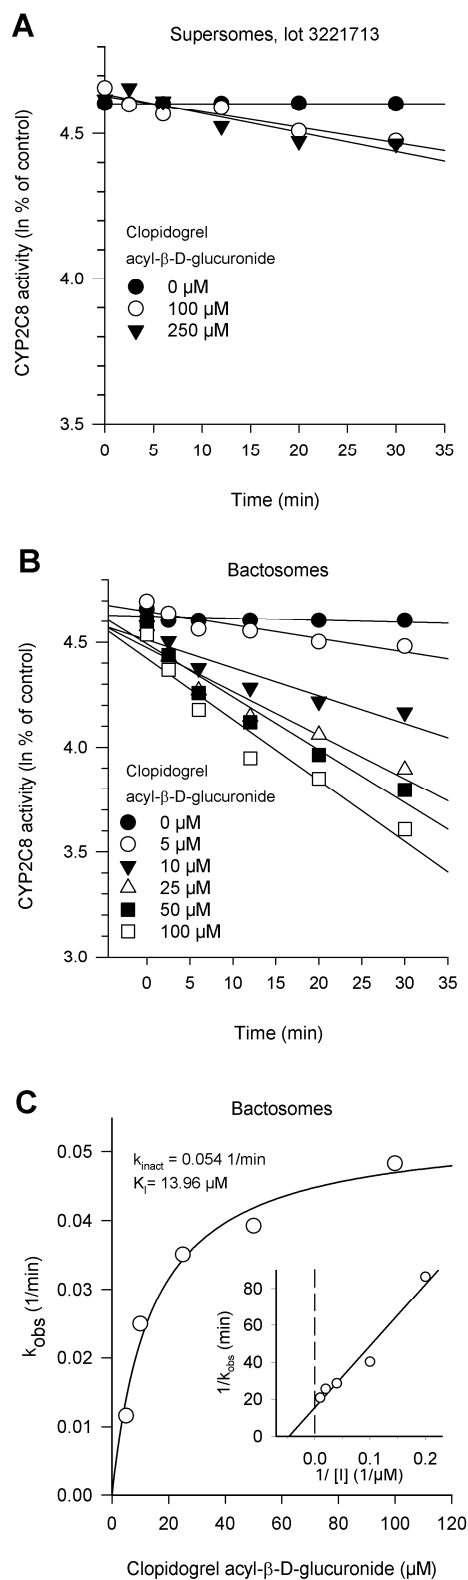 A
Supersomes, lot 3221713
CYP2C8 activity (ln % of control)
4.5
4.0
3.5
Clopidogrel
acyl-β-D-glucuronide
0 µM
100 µM
250 µM
0 5 10 15 20 25 30 35
Time (min)
B
Bactosomes
CYP2C8 activity (ln % of control)
4.5
4.0
3.5
3.0
Clopidogrel
acyl-β-D-glucuronide
0 µM
5 µM
10 µM
25 µM
50 µM
100 µM
0 5 10 15 20 25 30 35
Time (min)
C
Bactosomes
k_obs (1/min)
0.05
0.04
0.03
0.02
0.01
0.00
k_inact = 0.054 1/min
K_I= 13.96 µM
1/k_obs (min)
80
60
40
20
0
0.0 0.1 0.2
1/ [I] (1/µM)
0 20 40 60 80 100 120
Clopidogrel acyl-β-D-glucuronide (µM)